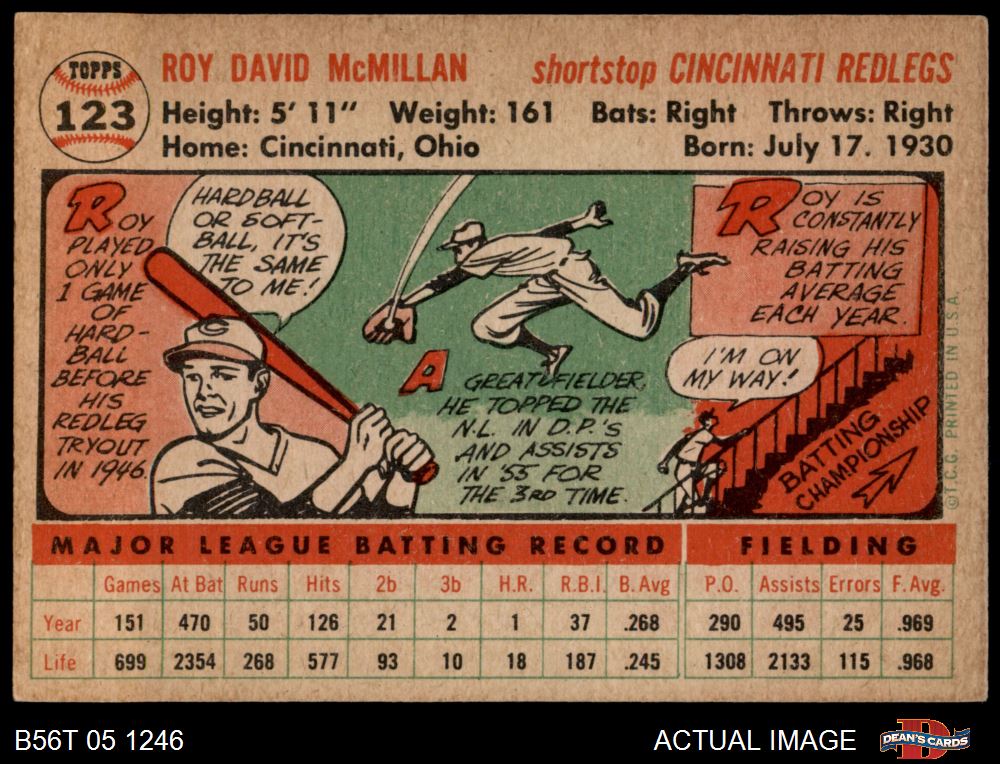 TOPPS
123
ROY DAVID McMILLAN shortstop CINCINNATI REDLEGS
Height: 5' 11" Weight: 161 Bats: Right Throws: Right
Home: Cincinnati, Ohio Born: July 17. 1930
ROY
PLAYED
ONLY
1 GAME
OF
HARD-
BALL
BEFORE
HIS
REDLEG
TRYOUT
IN 1946.
HARDBALL
OR SOFT-
BALL, IT'S
THE SAME
TO ME!
C
A GREAT FIELDER,
HE TOPPED THE
N.L. IN D.P.'S
AND ASSISTS
IN '55 FOR
THE 3RD TIME.
ROY IS
CONSTANTLY
RAISING HIS
BATTING
AVERAGE
EACH YEAR.
I'M ON
MY WAY!
BATTING
CHAMPIONSHIP
©T.C.G. PRINTED IN U.S.A.
MAJOR LEAGUE BATTING RECORD FIELDING
Games At Bat Runs Hits 2b 3b H.R. R.B.I. B. Avg P.O. Assists Errors F. Avg.
Year 151 470 50 126 21 2 1 37 .268 290 495 25 .969
Life 699 2354 268 577 93 10 18 187 .245 1308 2133 115 .968
B56T 05 1246 ACTUAL IMAGE D DEAN'S CARDS